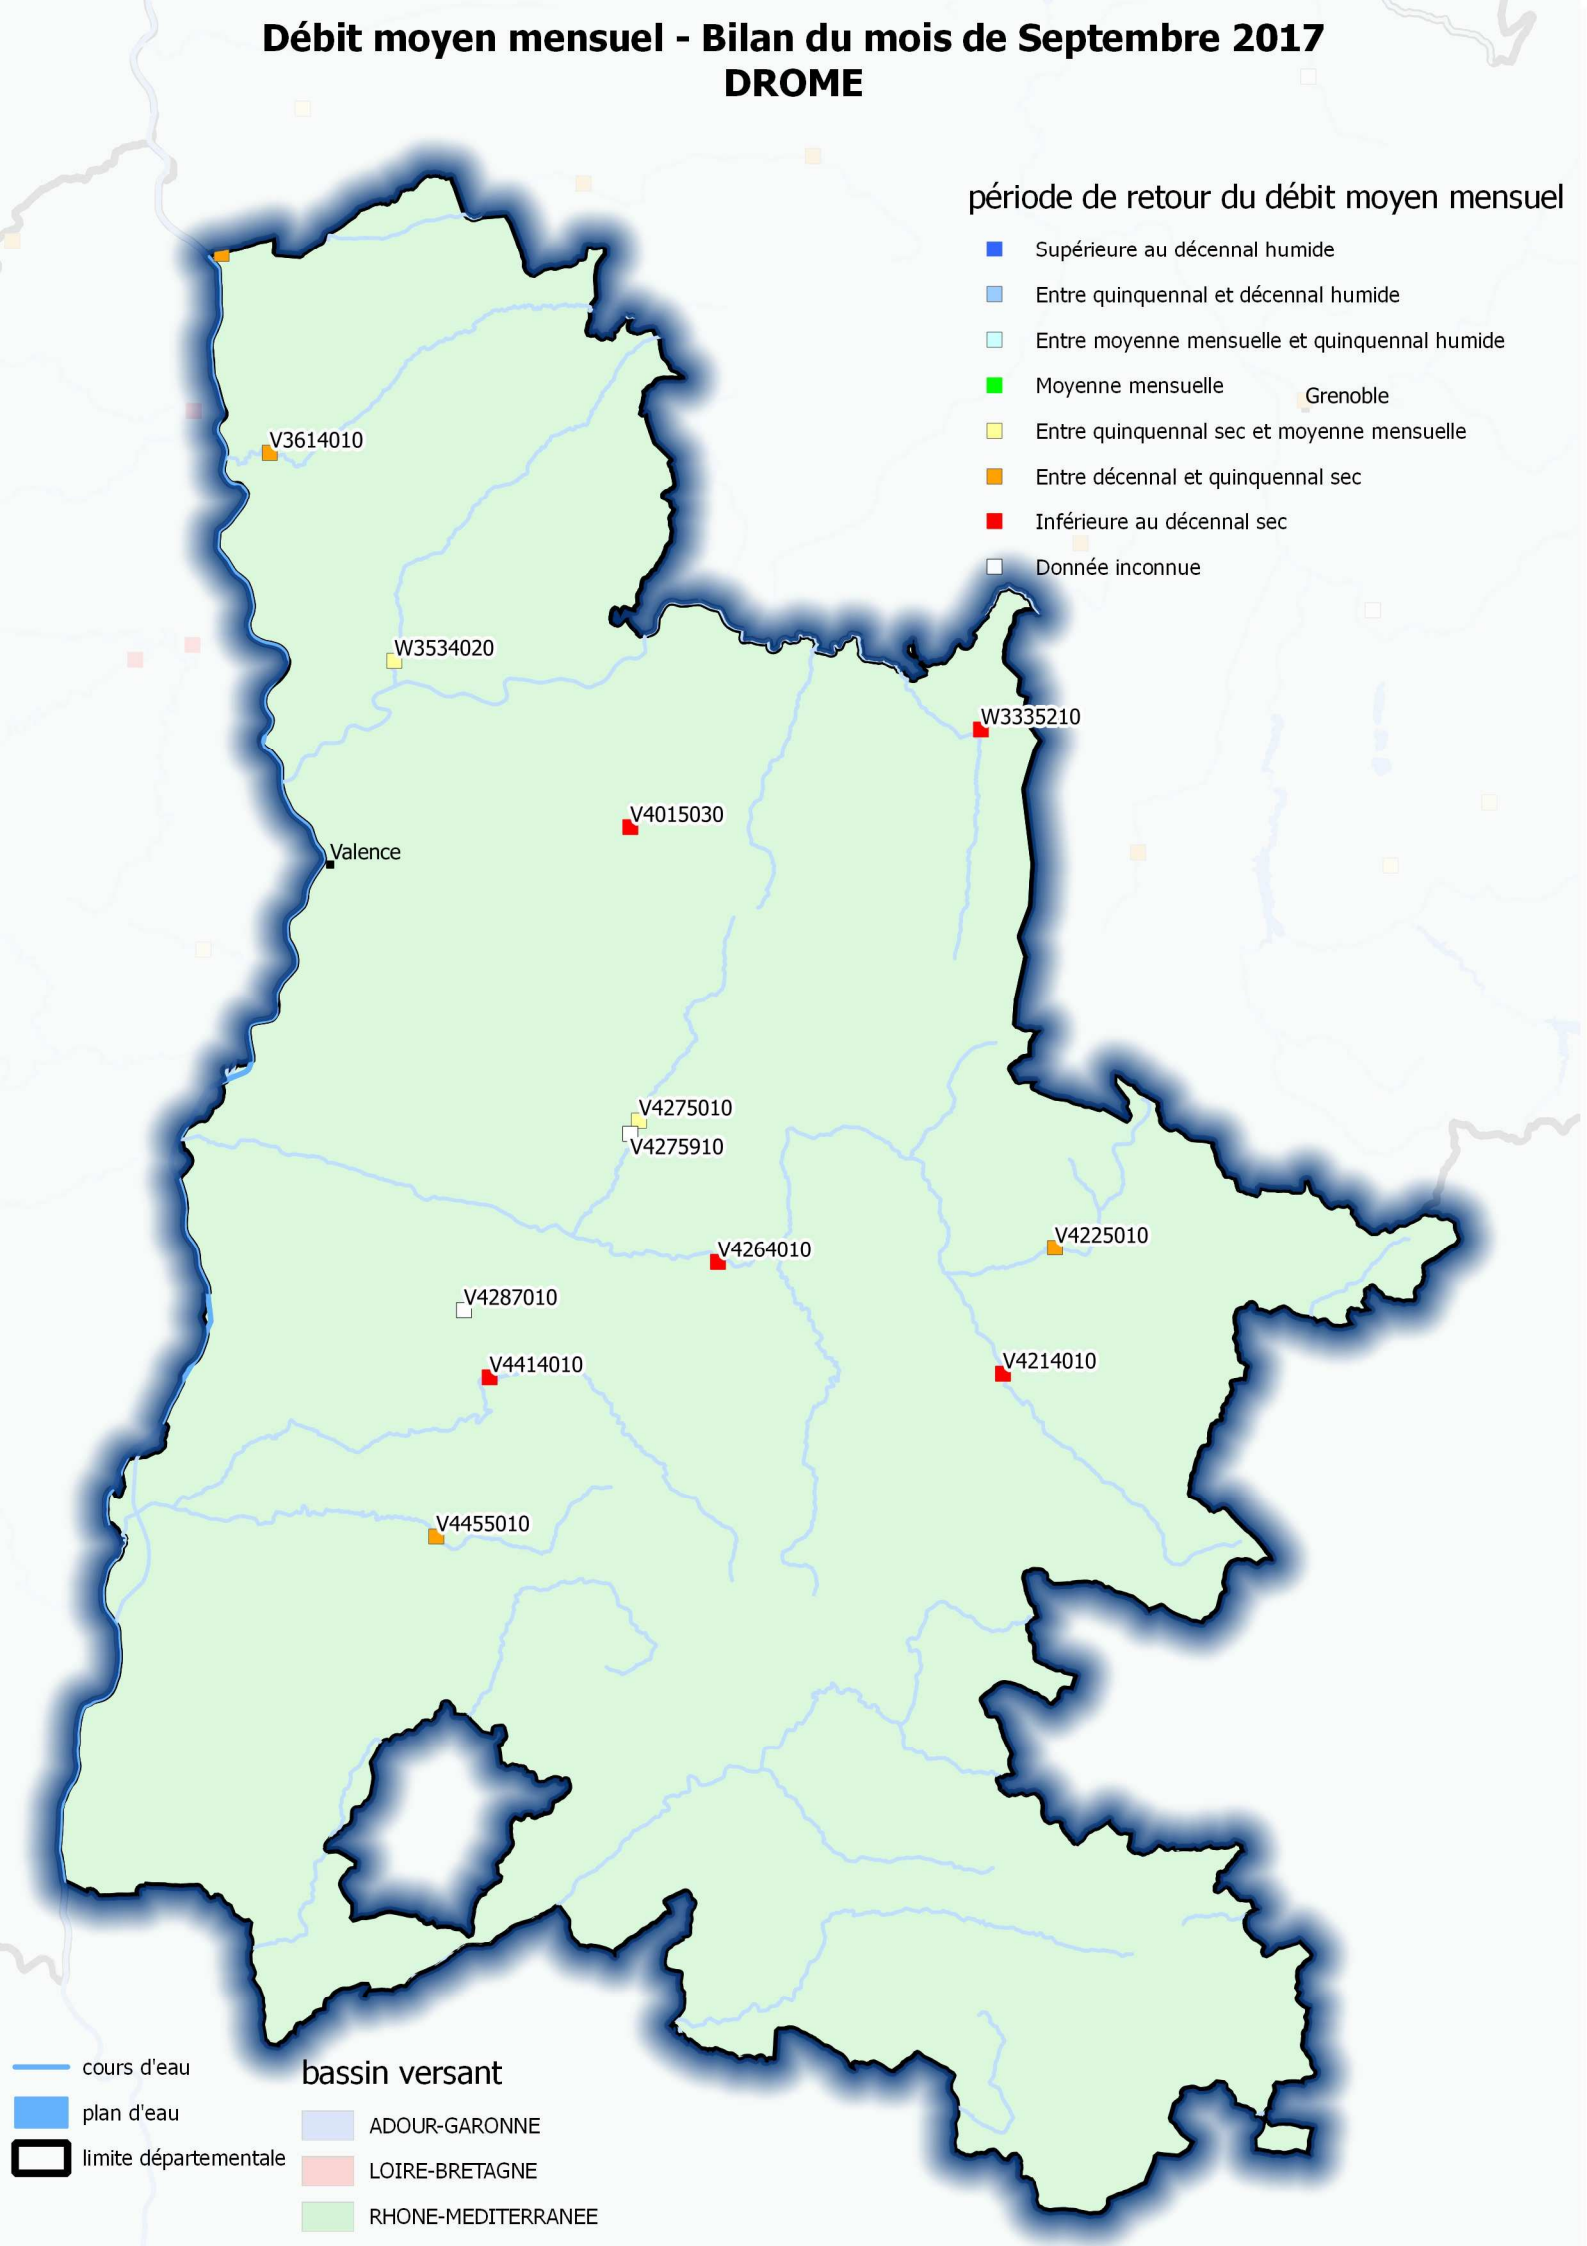 Débit moyen mensuel - Bilan du mois de Septembre 2017
DROME
période de retour du débit moyen mensuel
Supérieure au décennal humide
Entre quinquennal et décennal humide
Entre moyenne mensuelle et quinquennal humide
Moyenne mensuelle
Grenoble
Entre quinquennal sec et moyenne mensuelle
Entre décennal et quinquennal sec
Inférieure au décennal sec
Donnée inconnue
V3614010
W3534020
W3335210
V4015030
Valence
V4275010
V4275910
V4225010
V4264010
V4287010
V4414010
V4214010
V4455010
cours d'eau
plan d'eau
limite départementale
bassin versant
ADOUR-GARONNE
LOIRE-BRETAGNE
RHONE-MEDITERRANEE